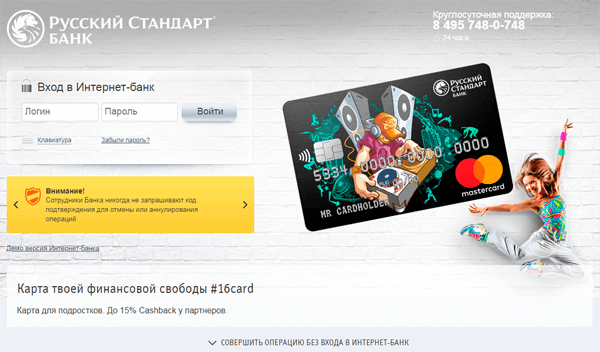 Русский Стандарт
БАНК
Круглосуточная поддержка:
8 495 748-0-748
24 часа
Вход в Интернет-банк
Логин
Пароль
Войти
Клавиатура
Забыли пароль?
Внимание!
Сотрудники Банка никогда не запрашивают код
подтверждения для отмены или аннулирования
операций
Демо версия Интернет-банка
РУССКИЙ
СТАНДАРТ
БАНК
5334 0000 0000 0000
MR CARDHOLDER
mastercard
Карта твоей финансовой свободы #16card
Карта для подростков. До 15% Cashback у партнеров.
СОВЕРШИТЬ ОПЕРАЦИЮ БЕЗ ВХОДА В ИНТЕРНЕТ-БАНК